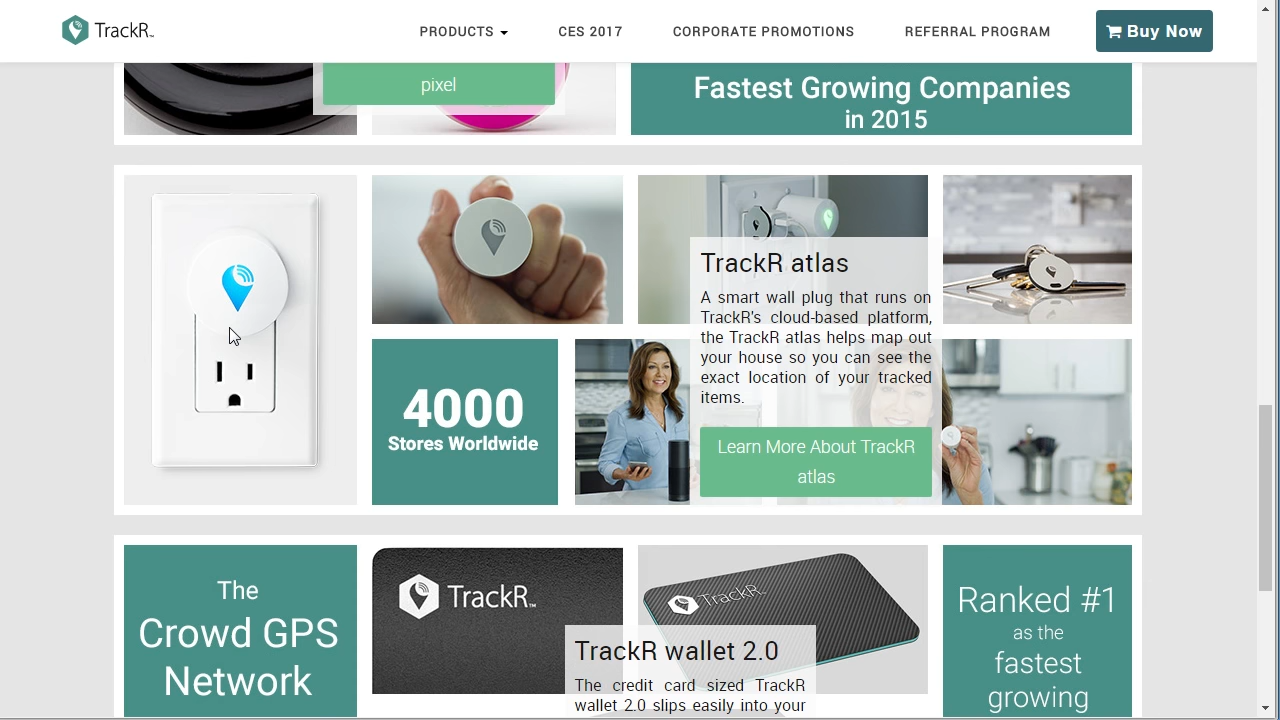 TrackR™
PRODUCTS
CES 2017
CORPORATE PROMOTIONS
REFERRAL PROGRAM
Buy Now
pixel
Fastest Growing Companies
in 2015
TrackR atlas
A smart wall plug that runs on
TrackR's cloud-based platform,
the TrackR atlas helps map out
your house so you can see the
exact location of your tracked
items.
Learn More About TrackR
atlas
4000
Stores Worldwide
The
Crowd GPS
Network
TrackR™
TrackR™
TrackR wallet 2.0
The credit card sized TrackR
wallet 2.0 slips easily into your
Ranked #1
as the
fastest
growing